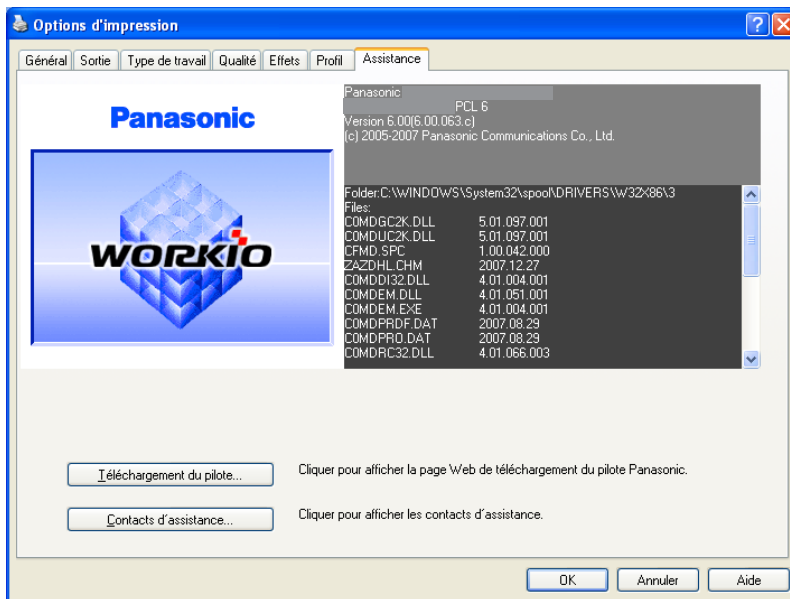 Options d'impression
Général Sortie Type de travail Qualité Effets Profil Assistance
Panasonic
WORKIO
Panasonic
PCL 6
Version 6.00(6.00.063.c)
(c) 2005-2007 Panasonic Communications Co., Ltd.
Folder:C:\WINDOWS\System32\spool\DRIVERS\W32X86\3
Files:
C0MDGC2K.DLL 5.01.097.001
C0MDUC2K.DLL 5.01.097.001
CFMD.SPC 1.00.042.000
ZAZDHL.CHM 2007.12.27
C0MDDI32.DLL 4.01.004.001
C0MDEM.DLL 4.01.051.001
C0MDEM.EXE 4.01.004.001
C0MDPRDF.DAT 2007.08.29
C0MDPRO.DAT 2007.08.29
C0MDRC32.DLL 4.01.066.003
Téléchargement du pilote... Cliquer pour afficher la page Web de téléchargement du pilote Panasonic.
Contacts d´assistance... Cliquer pour afficher les contacts d´assistance.
OK Annuler Aide